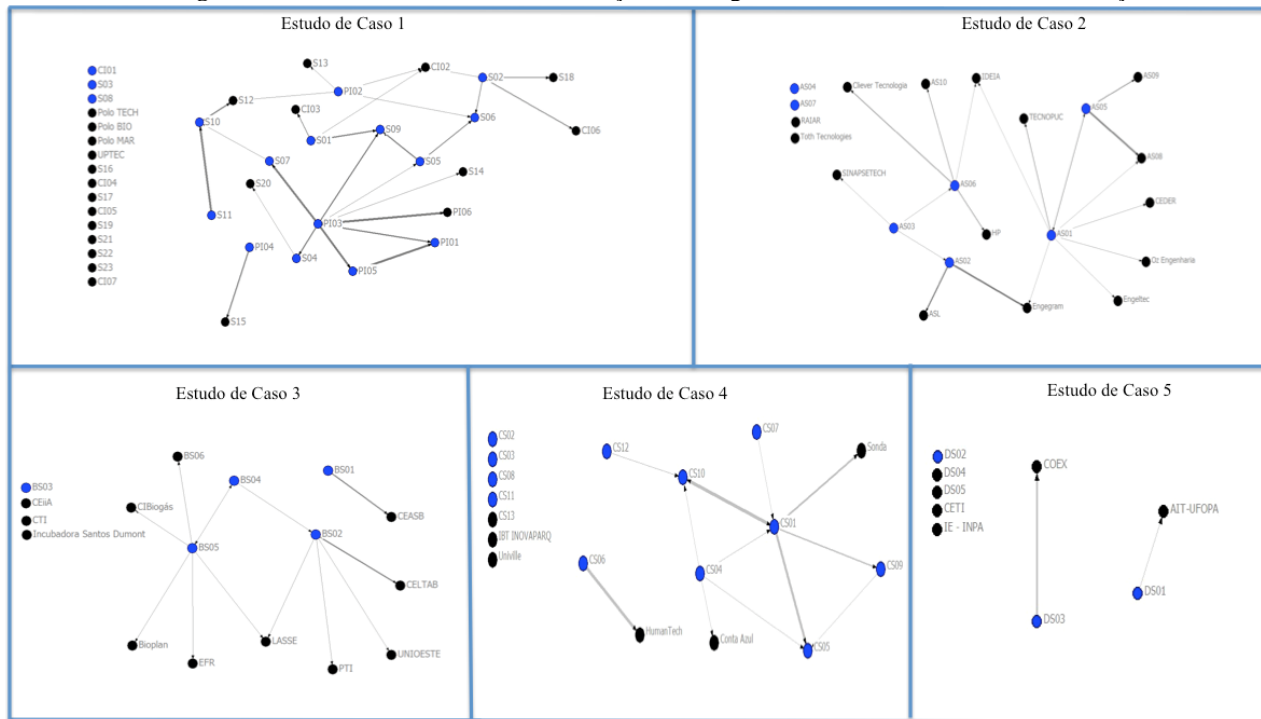 Estudo de Caso 1
CI01
S03
S08
Polo TECH
Polo BIO
Polo MAR
UPTEC
S16
CI04
S17
CI05
S19
S21
S22
S23
CI07
S13
CI02
S02
S18
PI02
S12
CI03
S06
IS10
S01
S09
CI06
S07
S05
S20
S14
S11
PI03
PI06
PI04
S04
PI01
PI05
S15
Estudo de Caso 2
AS04
AS07
RAIAR
Toth Tecnologies
Cliever Tecnologia
AS10
IDEIA
AS09
AS05
TECNOPUC
AS08
SINAPSETECH
AS06
CEDER
AS03
HP
AS01
AS02
Oz Engenharia
Engeltec
ASL
Engegram
Estudo de Caso 3
BS03
CEiiA
CTI
Incubadora Santos Dumont
BS06
BS04
BS01
CIBiogás
CEASB
BS05
BS02
CELTAB
Bioplan
EFR
LASSE
PTI
UNIOESTE
Estudo de Caso 4
CS02
CS03
CS08
CS11
CS13
IBT INOVAPARQ
Univille
CS12
CS07
Sonda
CS10
CS01
CS06
CS04
CS09
HumanTech
Conta Azul
CS05
Estudo de Caso 5
DS02
DS04
DS05
CETI
IE - INPA
COEX
AIT-UFOPA
DS01
DS03